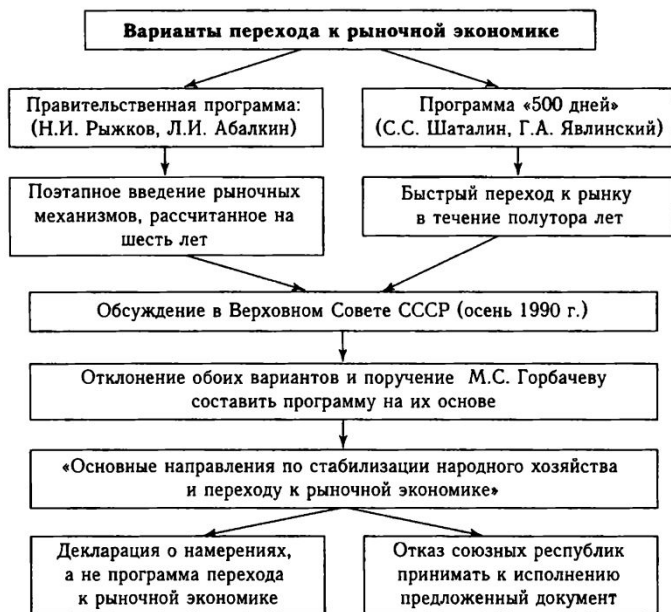 Варианты перехода к рыночной экономике
Правительственная программа:
(Н.И. Рыжков, Л.И. Абалкин)
Программа «500 дней»
(С.С. Шаталин, Г.А. Явлинский)
Поэтапное введение рыночных
механизмов, рассчитанное на
шесть лет
Быстрый переход к рынку
в течение полутора лет
Обсуждение в Верховном Совете СССР (осень 1990 г.)
Отклонение обоих вариантов и поручение М.С. Горбачеву
составить программу на их основе
«Основные направления по стабилизации народного хозяйства
и переходу к рыночной экономике»
Декларация о намерениях,
а не программа перехода
к рыночной экономике
Отказ союзных республик
принимать к исполнению
предложенный документ